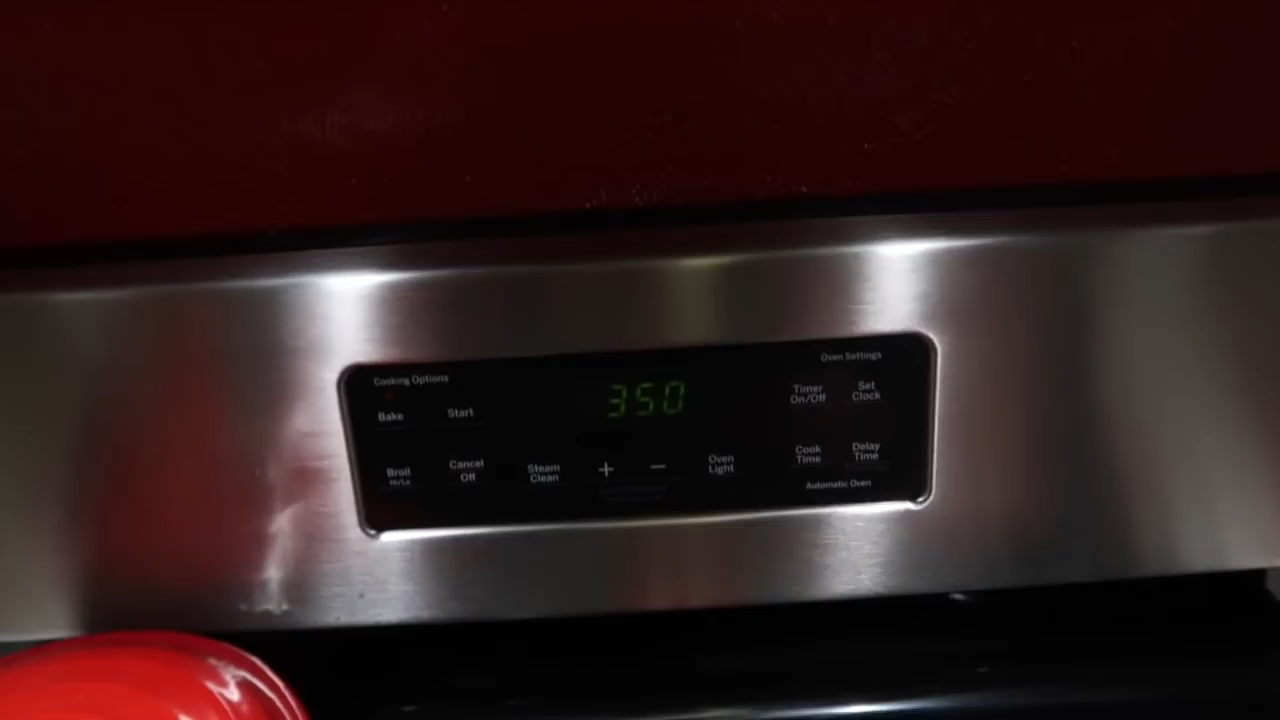 Cooking Options
Oven Settings
350
Timer
On/Off
Set
Clock
Bake
Start
Broil
Hi/Lo
Cancel
Off
Steam
Clean
+
−
Oven
Light
Cook
Time
Delay
Time
Automatic Oven